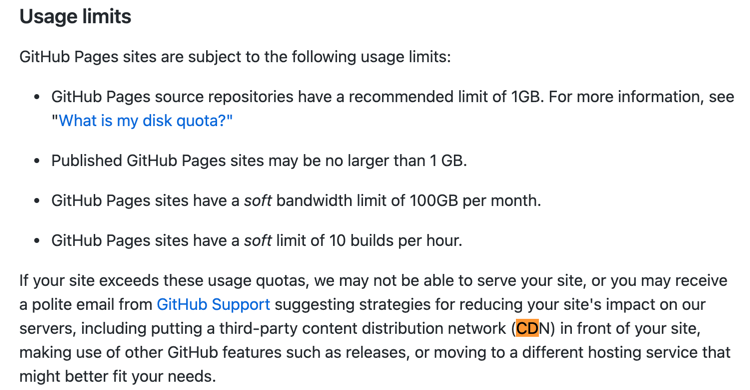 Usage limits
GitHub Pages sites are subject to the following usage limits:
• GitHub Pages source repositories have a recommended limit of 1GB. For more information, see
"What is my disk quota?"
• Published GitHub Pages sites may be no larger than 1 GB.
• GitHub Pages sites have a soft bandwidth limit of 100GB per month.
• GitHub Pages sites have a soft limit of 10 builds per hour.
If your site exceeds these usage quotas, we may not be able to serve your site, or you may receive
a polite email from GitHub Support suggesting strategies for reducing your site's impact on our
servers, including putting a third-party content distribution network (CDN) in front of your site,
making use of other GitHub features such as releases, or moving to a different hosting service that
might better fit your needs.